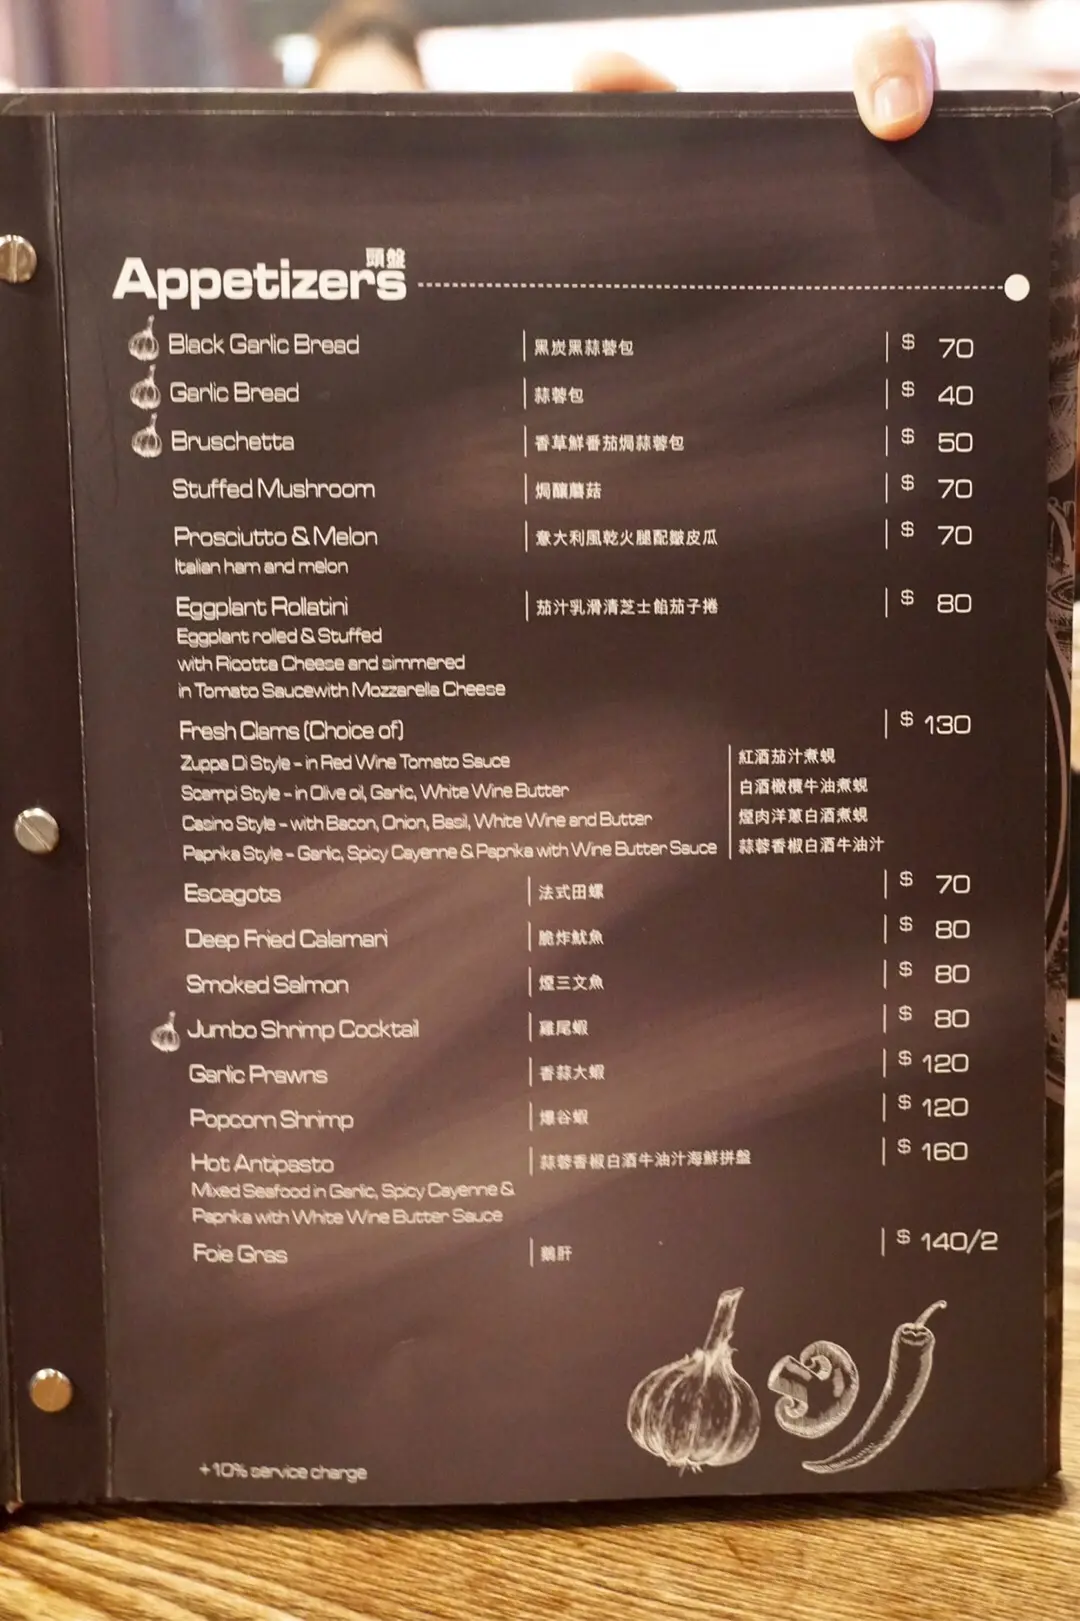 頭盤
Appetizers
Black Garlic Bread | 黑炭黑蒜蓉包 | $ 70
Garlic Bread | 蒜蓉包 | $ 40
Bruschetta | 香草鮮番茄焗蒜蓉包 | $ 50
Stuffed Mushroom | 焗釀蘑菇 | $ 70
Prosciutto & Melon | 意大利風乾火腿配皺皮瓜 | $ 70
Italian ham and melon
Eggplant Rollatini | 茄汁乳滑清芝士餡茄子捲 | $ 80
Eggplant rolled & Stuffed
with Ricotta Cheese and simmered
in Tomato Saucewith Mozzarella Cheese
Fresh Clams (Choice of) | $ 130
Zuppa Di Style - in Red Wine Tomato Sauce | 紅酒茄汁煮蜆
Scampi Style - in Olive oil, Garlic, White Wine Butter | 白酒橄欖牛油煮蜆
Casino Style - with Bacon, Onion, Basil, White Wine and Butter | 煙肉洋蔥白酒煮蜆
Paprika Style - Garlic, Spicy Cayenne & Paprika with Wine Butter Sauce | 蒜蓉香椒白酒牛油汁
Escagots | 法式田螺 | $ 70
Deep Fried Calamari | 脆炸魷魚 | $ 80
Smoked Salmon | 煙三文魚 | $ 80
Jumbo Shrimp Cocktail | 雞尾蝦 | $ 80
Garlic Prawns | 香蒜大蝦 | $ 120
Popcorn Shrimp | 爆谷蝦 | $ 120
Hot Antipasto | 蒜蓉香椒白酒牛油汁海鮮拼盤 | $ 160
Mixed Seafood in Garlic, Spicy Cayenne &
Paprika with White Wine Butter Sauce
Foie Gras | 鵝肝 | $ 140/2
+10% service charge